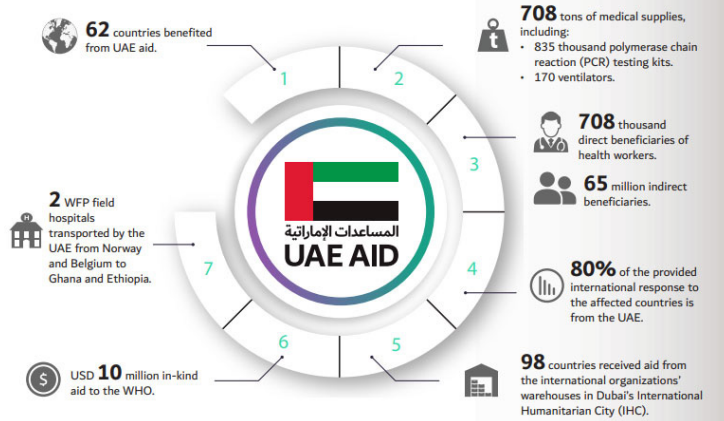 62 countries benefited
from UAE aid.
1
708 tons of medical supplies,
including:
• 835 thousand polymerase chain
reaction (PCR) testing kits.
• 170 ventilators.
t
2
708 thousand
direct beneficiaries of
health workers.
65 million indirect
beneficiaries.
3
80% of the provided
international response to
the affected countries is
from the UAE.
4
98 countries received aid from
the international organizations'
warehouses in Dubai's International
Humanitarian City (IHC).
5
USD 10 million in-kind
aid to the WHO.
$
6
2 WFP field
hospitals
transported by the
UAE from Norway
and Belgium to
Ghana and Ethiopia.
H
7
المساعدات الإماراتية
UAE AID